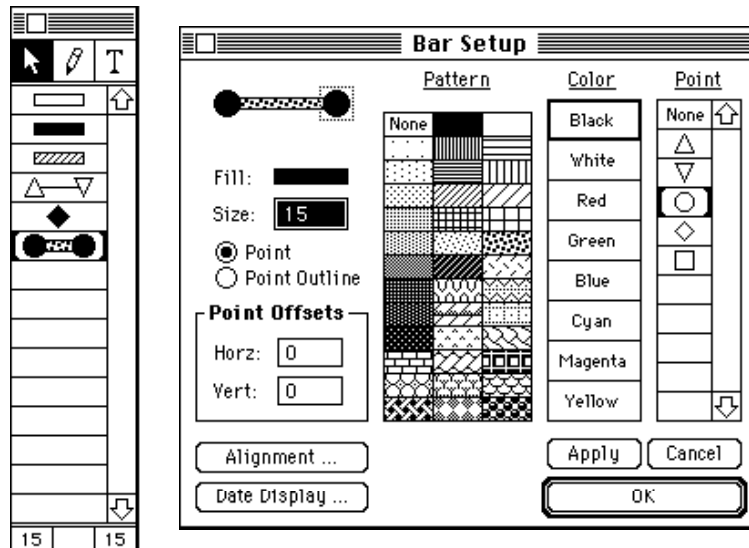 T
15 15
Bar Setup
Pattern
Color
Point
None
Fill:
Size: 15
Point
Point Outline
Point Offsets
Horz: 0
Vert: 0
Black
White
Red
Green
Blue
Cyan
Magenta
Yellow
None
Alignment ...
Date Display ...
Apply
Cancel
OK